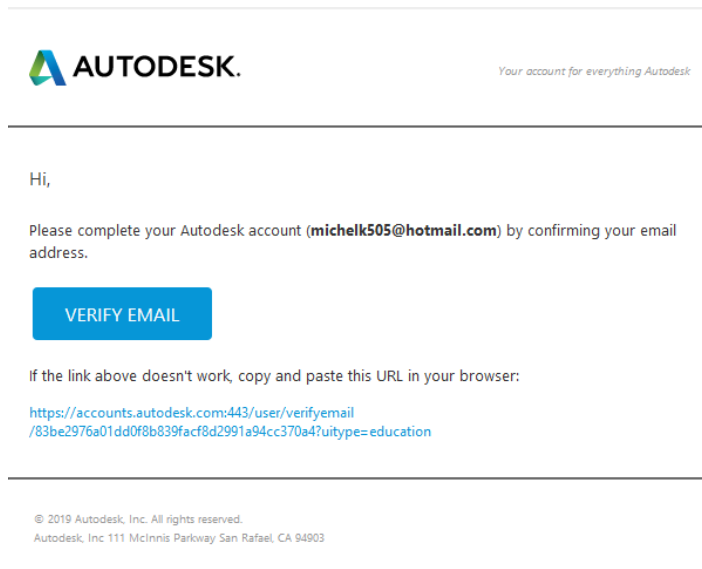 AUTODESK.
Your account for everything Autodesk
Hi,
Please complete your Autodesk account (michelk505@hotmail.com) by confirming your email
address.
VERIFY EMAIL
If the link above doesn't work, copy and paste this URL in your browser:
https://accounts.autodesk.com:443/user/verifyemail
/83be2976a01dd0f8b839facf8d2991a94cc370a4?uitype=education
© 2019 Autodesk, Inc. All rights reserved.
Autodesk, Inc 111 McInnis Parkway San Rafael, CA 94903